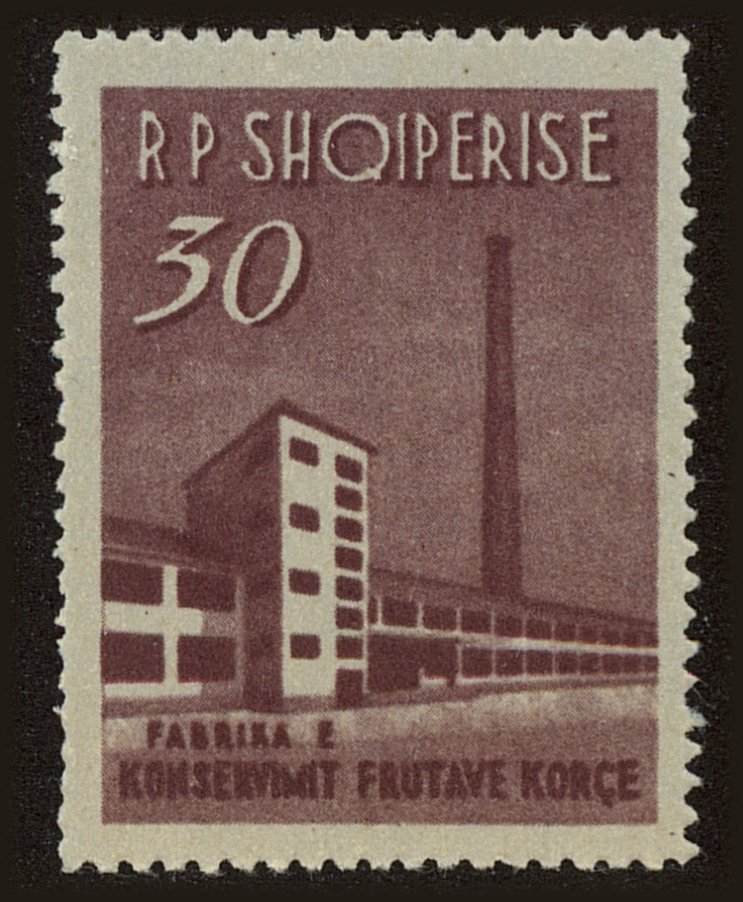 R P SHQIPERISE
30
FABRIKA E
KONSERVIMIT FRUTAVE KORÇE